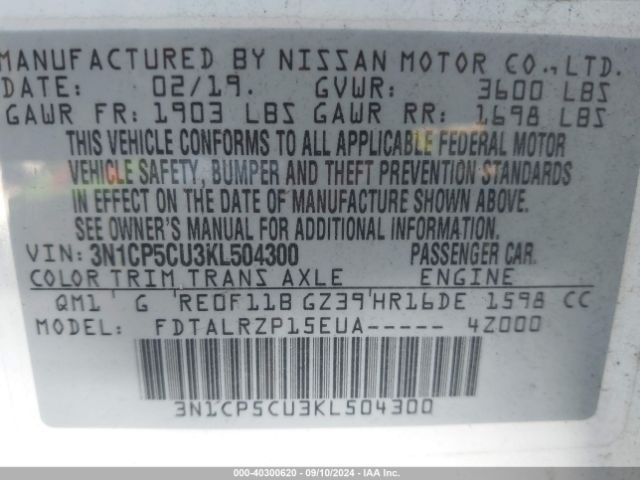 MANUFACTURED BY NISSAN MOTOR CO., LTD.
DATE: 02/19. GVWR: 3600 LBS
GAWR FR: 1903 LBS GAWR RR: 1698 LBS
THIS VEHICLE CONFORMS TO ALL APPLICABLE FEDERAL MOTOR
VEHICLE SAFETY, BUMPER AND THEFT PREVENTION STANDARDS
IN EFFECT ON THE DATE OF MANUFACTURE SHOWN ABOVE.
SEE OWNER'S MANUAL FOR ADDITIONAL INFORMATION.
VIN: 3N1CP5CU3KL504300 PASSENGER CAR.
COLOR TRIM TRANS AXLE ENGINE
QM1 G RE0F11B GZ39 HR16DE 1598 CC
MODEL: FDTALRZP15EUA----- 4Z000
3N1CP5CU3KL504300
000-40300620 - 09/10/2024 - IAAI.COM